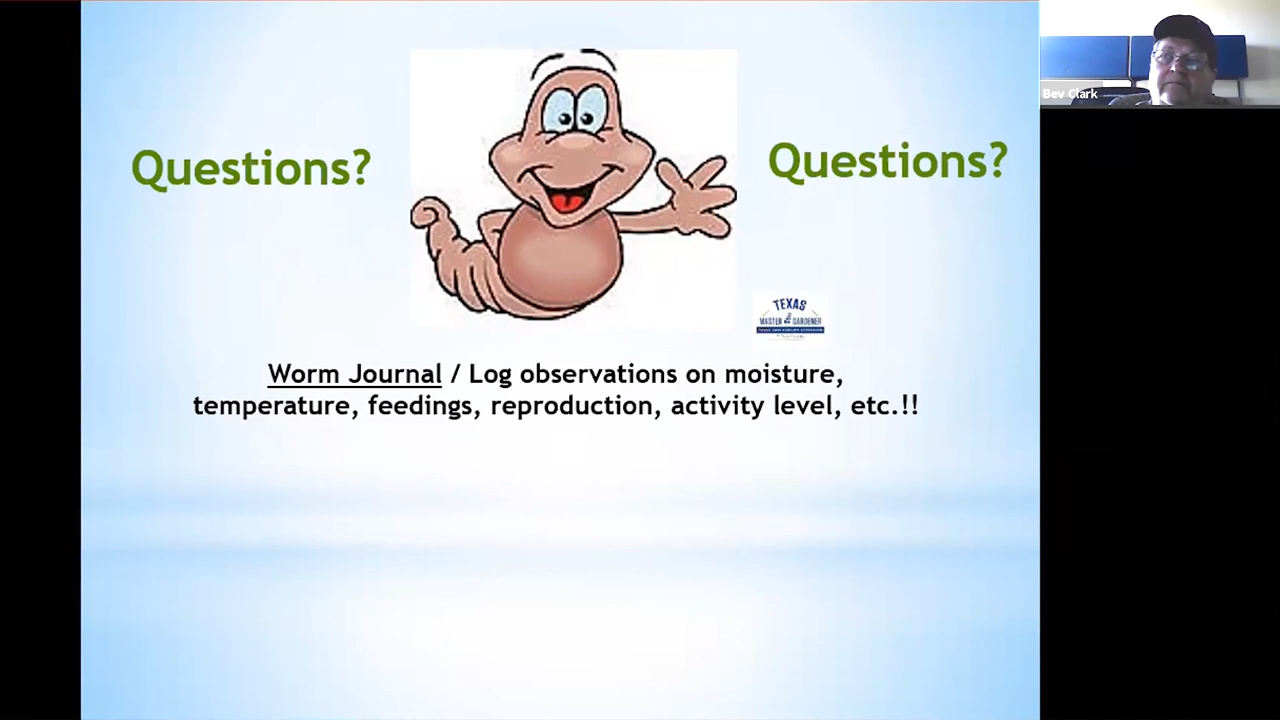 Bev Clark
Questions?
Questions?
TEXAS
MASTER GARDENER
Worm Journal / Log observations on moisture,
temperature, feedings, reproduction, activity level, etc.!!